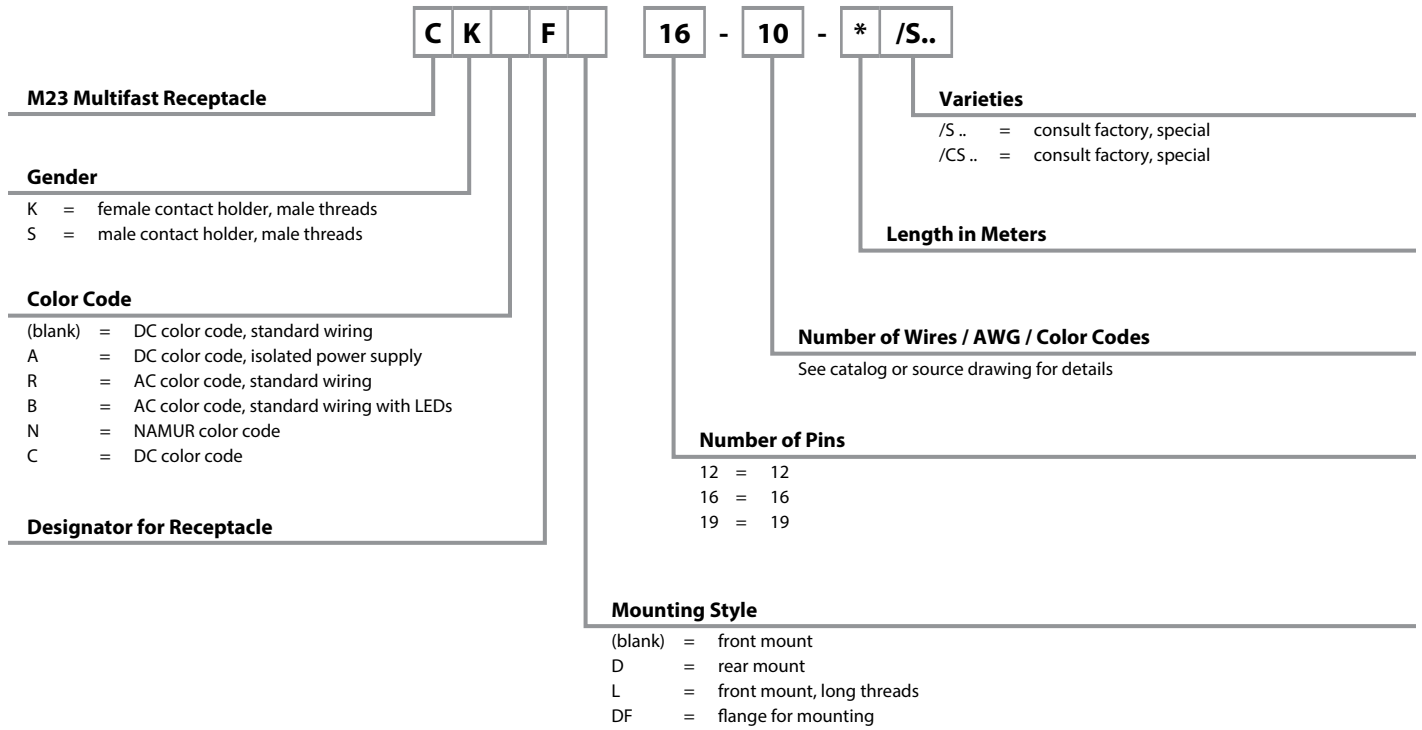 C K F 16 - 10 - * /S..
M23 Multifast Receptacle
Gender
K = female contact holder, male threads
S = male contact holder, male threads
Color Code
(blank) = DC color code, standard wiring
A = DC color code, isolated power supply
R = AC color code, standard wiring
B = AC color code, standard wiring with LEDs
N = NAMUR color code
C = DC color code
Designator for Receptacle
Varieties
/S .. = consult factory, special
/CS .. = consult factory, special
Length in Meters
Number of Wires / AWG / Color Codes
See catalog or source drawing for details
Number of Pins
12 = 12
16 = 16
19 = 19
Mounting Style
(blank) = front mount
D = rear mount
L = front mount, long threads
DF = flange for mounting